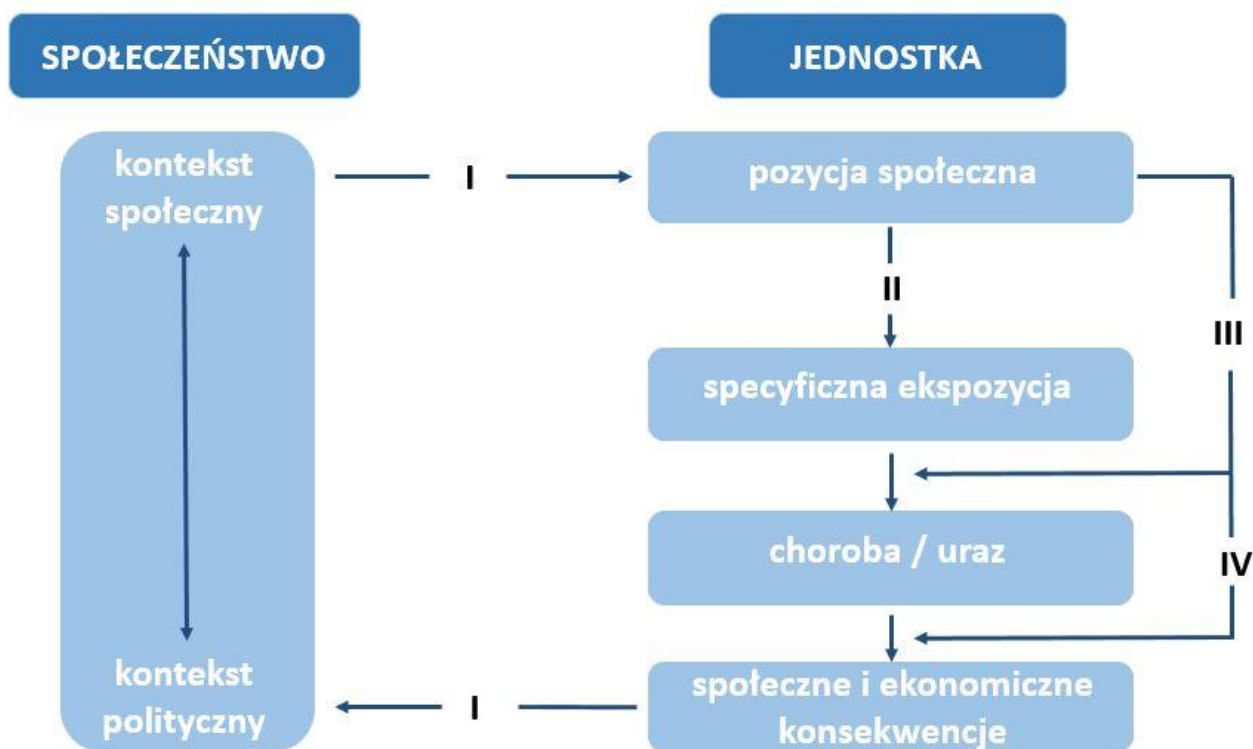 SPOŁECZEŃSTWO
JEDNOSTKA
kontekst
społeczny
I
pozycja społeczna
II
III
specyficzna ekspozycja
choroba / uraz
IV
kontekst
polityczny
I
społeczne i ekonomiczne
konsekwencje